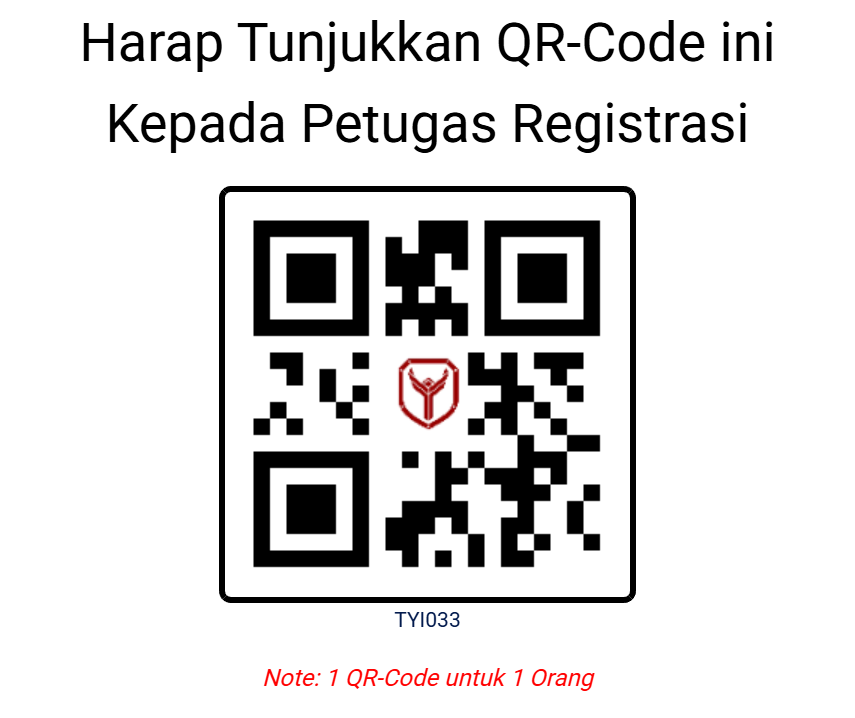 Harap Tunjukkan QR-Code ini
Kepada Petugas Registrasi
TYI033
Note: 1 QR-Code untuk 1 Orang